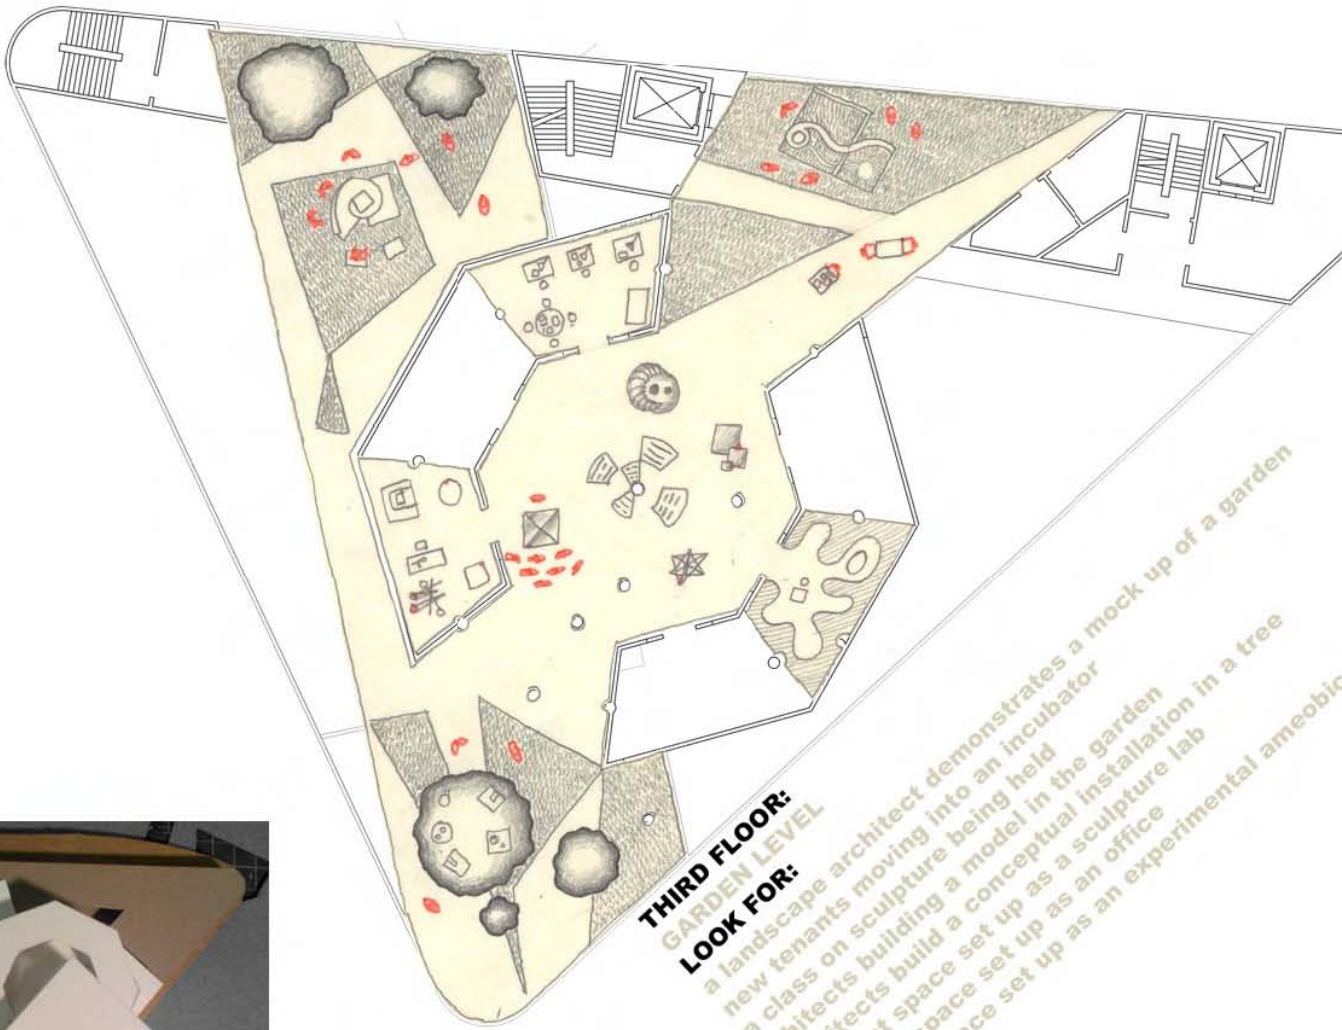 THIRD FLOOR:
GARDEN LEVEL
LOOK FOR:
a landscape architect demonstrates a mock up of a garden
new tenants moving into an incubator
a class on sculpture being held
building a model in the garden
build a conceptual installation in a tree
space set up as a sculpture lab
space set up as an office
set up as an experimental ameobic